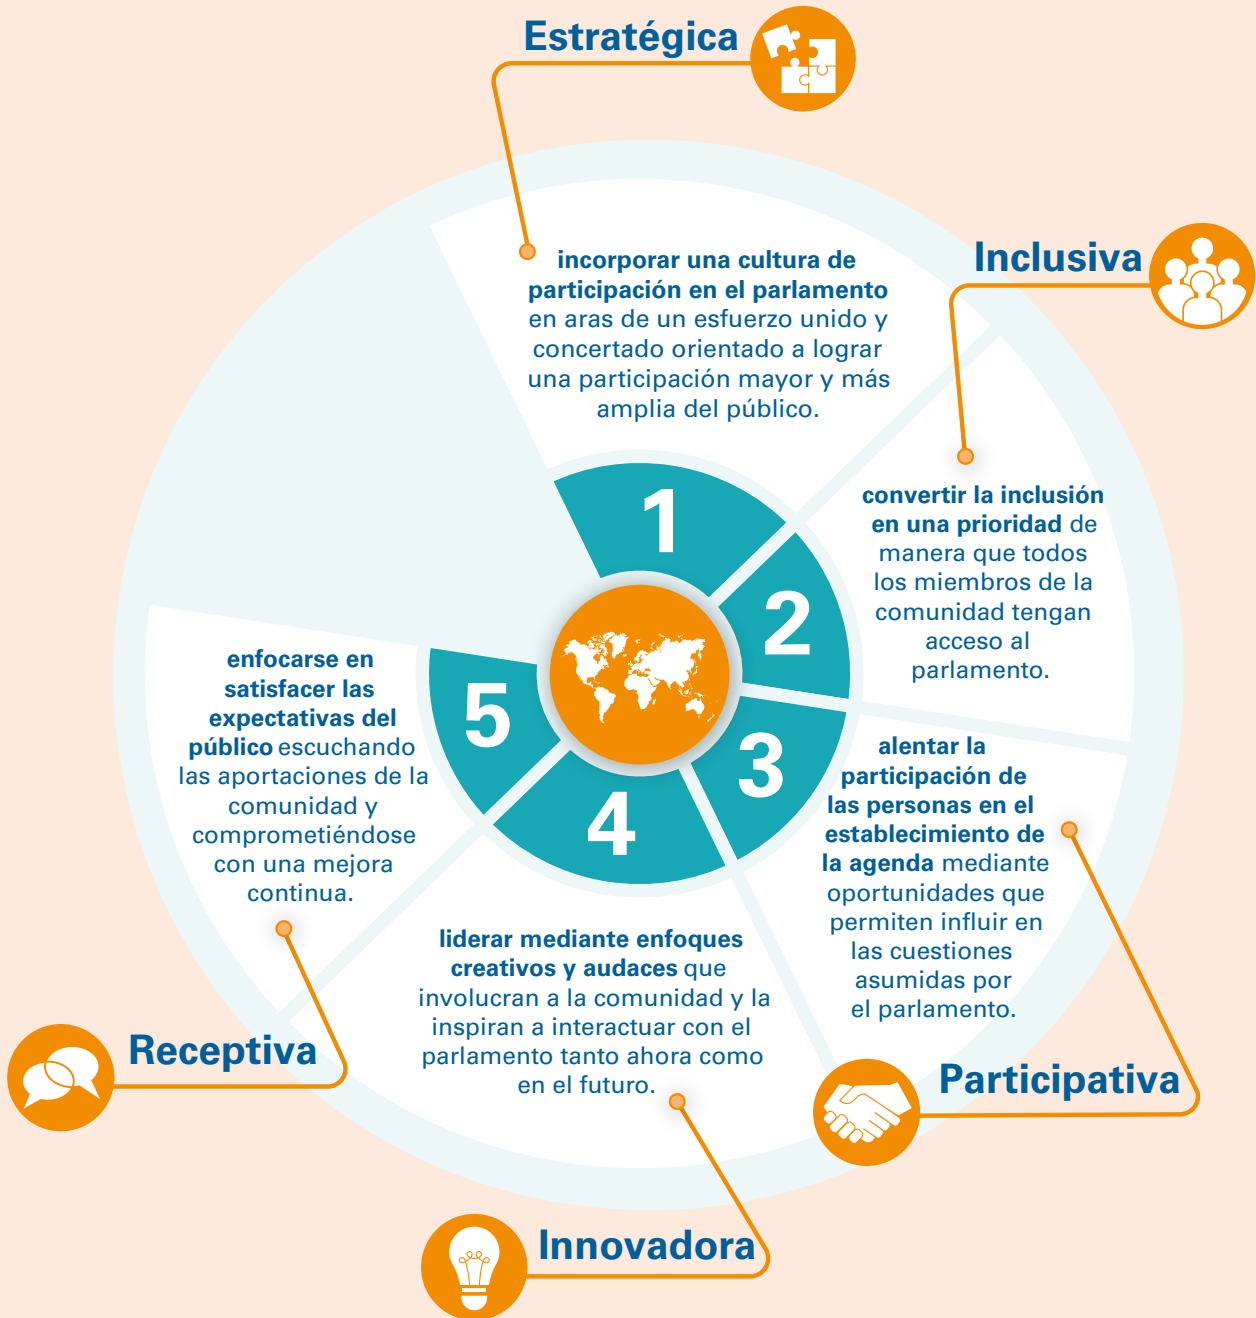 Estratégica
incorporar una cultura de
participación en el parlamento
en aras de un esfuerzo unido y
concertado orientado a lograr
una participación mayor y más
amplia del público.
1
Inclusiva
convertir la inclusión
en una prioridad de
manera que todos
los miembros de la
comunidad tengan
acceso al
parlamento.
2
alentar la
participación de
las personas en el
establecimiento de
la agenda mediante
oportunidades que
permiten influir en
las cuestiones
asumidas por
el parlamento.
3
Participativa
liderar mediante enfoques
creativos y audaces que
involucran a la comunidad y la
inspiran a interactuar con el
parlamento tanto ahora como
en el futuro.
4
Innovadora
enfocarse en
satisfacer las
expectativas del
público escuchando
las aportaciones de la
comunidad y
comprometiéndose
con una mejora
continua.
5
Receptiva